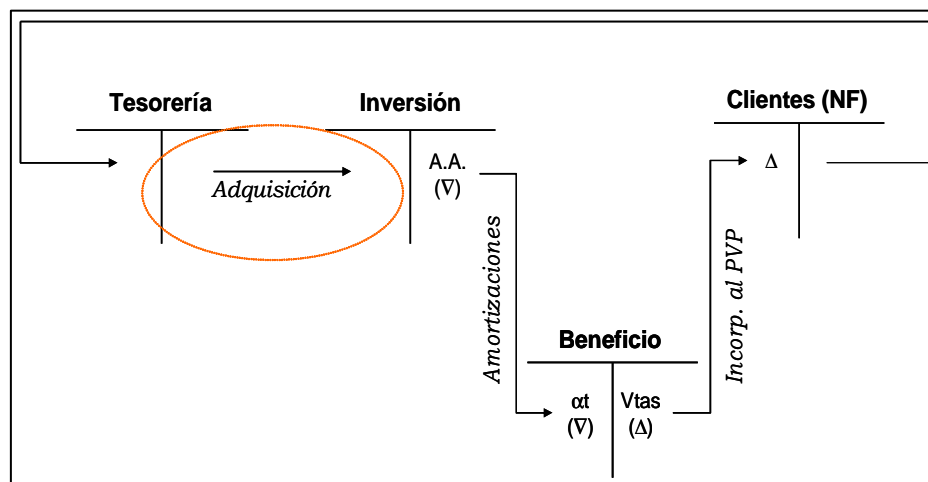 Tesorería
Inversión
Clientes (NF)
Adquisición
A.A.
(∇)
Δ
Amortizaciones
Incorp. al PVP
Beneficio
αt
(∇)
Vtas
(Δ)